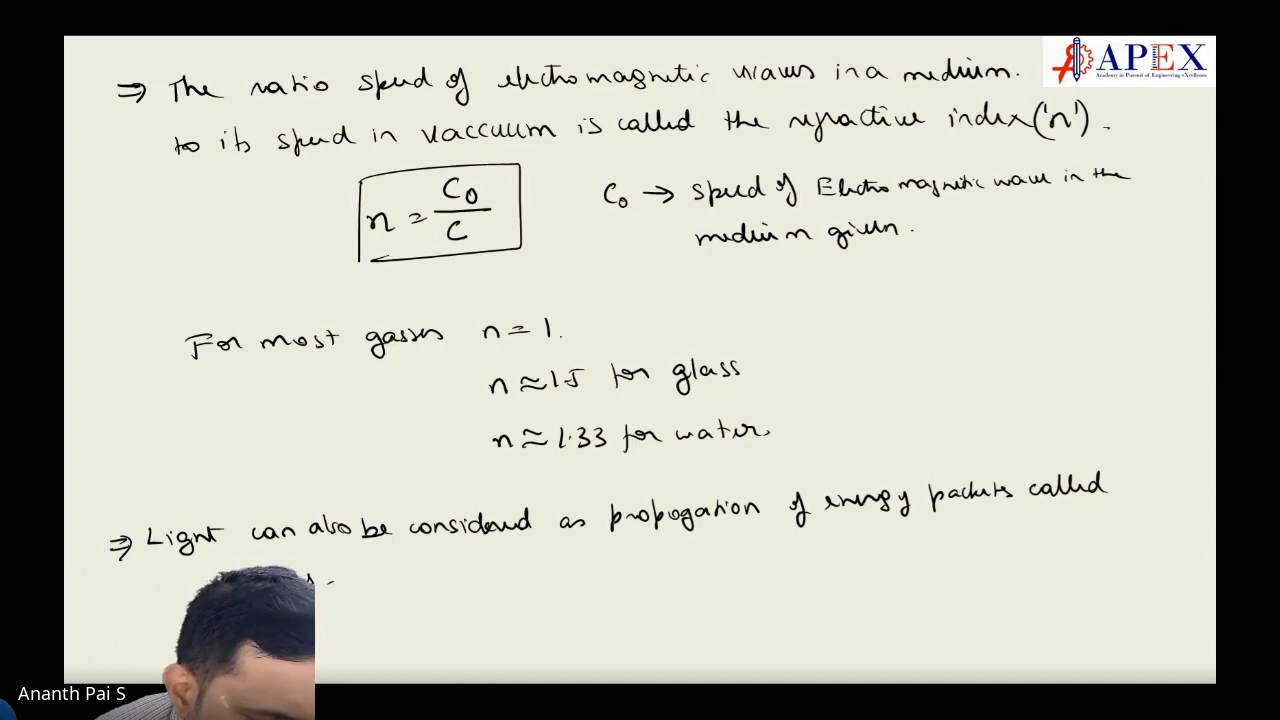 APEX
Academy in Pursuit of Engineering eXcellence
⇒ The ratio speed of electromagnetic waves in a medium.
to its speed in vaccuum is called the refractive index ('n').
n = C₀/C
C₀ → speed of Electromagnetic wave in the
medium given.
For most gasses n = 1.
n ≈ 1.5 for glass
n ≈ 1.33 for water.
⇒ Light can also be considered as propogation of energy packets called
Ananth Pai S